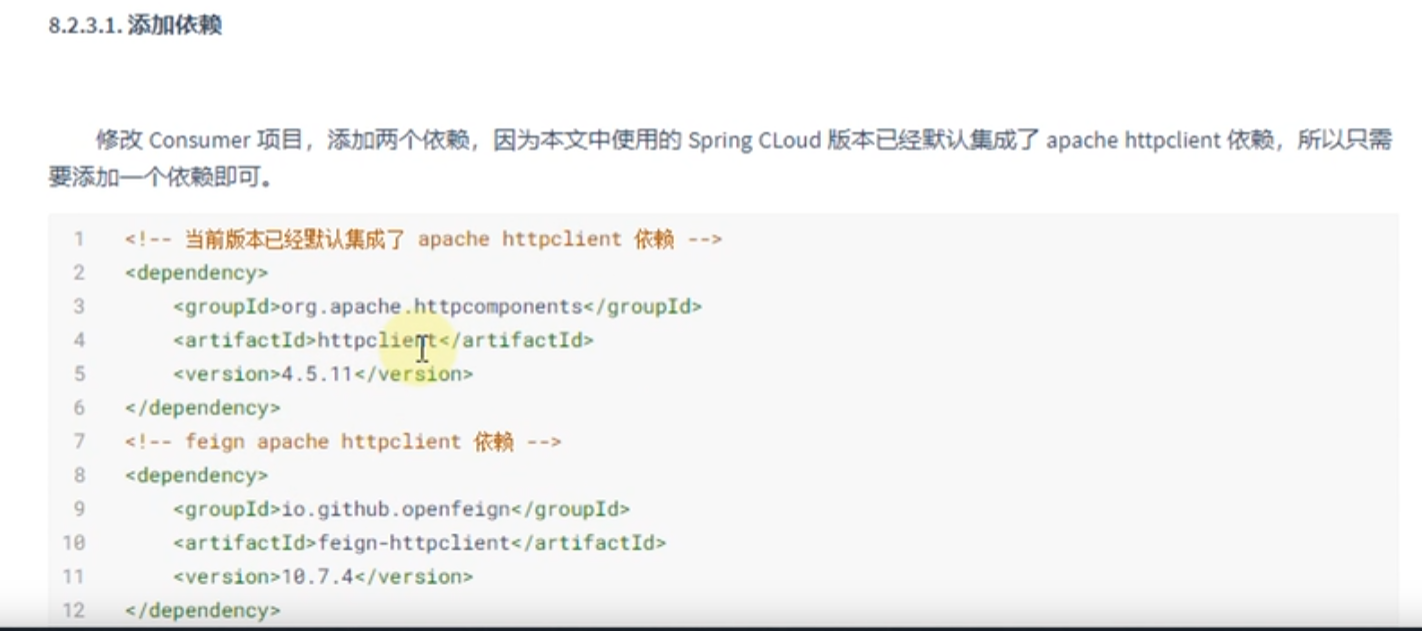 8.2.3.1. 添加依赖
修改 Consumer 项目，添加两个依赖，因为本文中使用的 Spring CLoud 版本已经默认集成了 apache httpclient 依赖，所以只需
要添加一个依赖即可。
1 <!-- 当前版本已经默认集成了 apache httpclient 依赖 -->
2 <dependency>
3 <groupId>org.apache.httpcomponents</groupId>
4 <artifactId>httpclient</artifactId>
5 <version>4.5.11</version>
6 </dependency>
7 <!-- feign apache httpclient 依赖 -->
8 <dependency>
9 <groupId>io.github.openfeign</groupId>
10 <artifactId>feign-httpclient</artifactId>
11 <version>10.7.4</version>
12 </dependency>